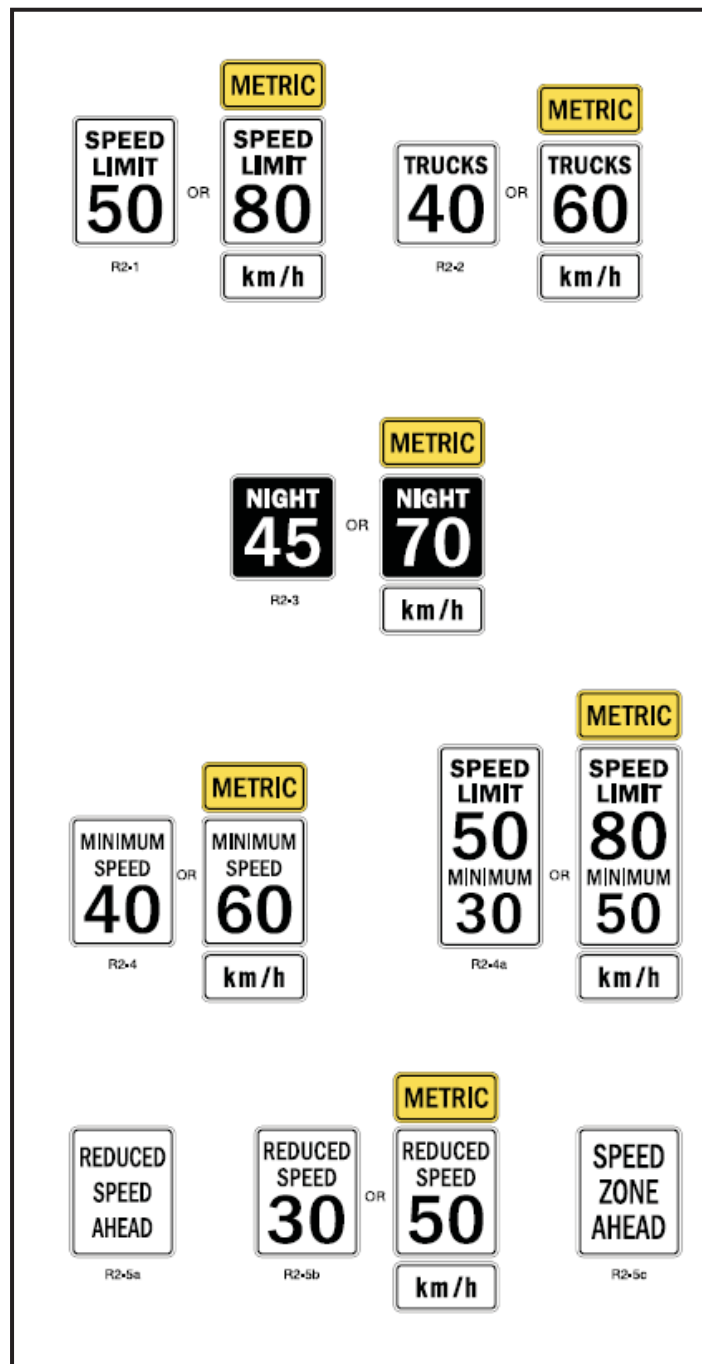 METRIC
SPEED
LIMIT
50
R2-1
OR
SPEED
LIMIT
80
km/h
METRIC
TRUCKS
40
R2-2
OR
TRUCKS
60
km/h
METRIC
NIGHT
45
R2-3
OR
NIGHT
70
km/h
METRIC
MINIMUM
SPEED
40
R2-4
OR
MINIMUM
SPEED
60
km/h
METRIC
SPEED
LIMIT
50
MINIMUM
30
R2-4a
OR
SPEED
LIMIT
80
MINIMUM
50
km/h
REDUCED
SPEED
AHEAD
R2-5a
METRIC
REDUCED
SPEED
30
R2-5b
OR
REDUCED
SPEED
50
km/h
SPEED
ZONE
AHEAD
R2-5c